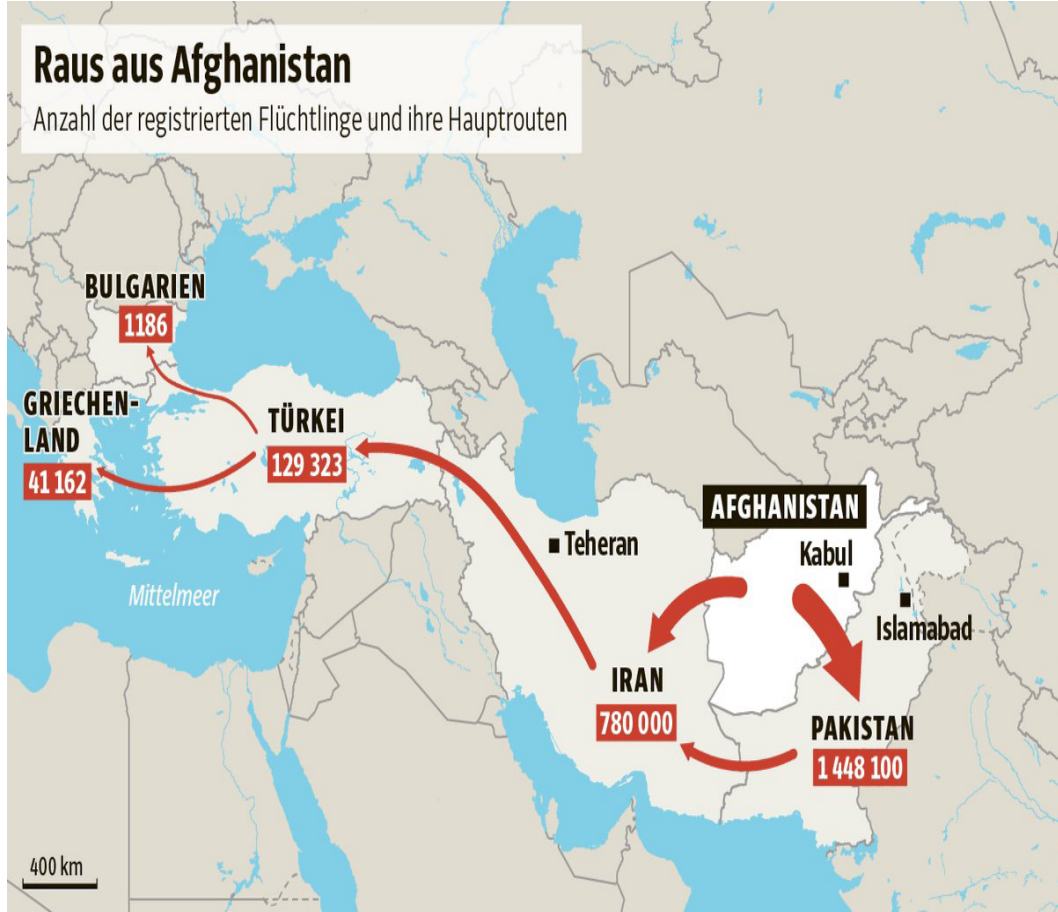 Raus aus Afghanistan
Anzahl der registrierten Flüchtlinge und ihre Hauptrouten
BULGARIEN
1186
GRIECHEN-
LAND
41 162
TÜRKEI
129 323
AFGHANISTAN
Teheran
Kabul
Islamabad
Mittelmeer
IRAN
780 000
PAKISTAN
1 448 100
400 km